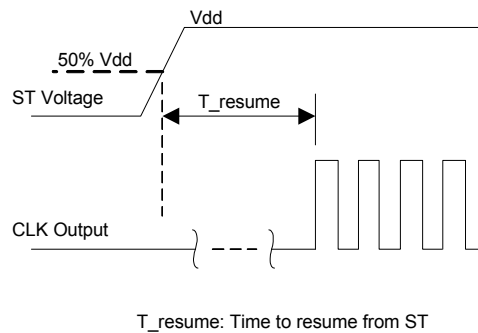 Vdd
50% Vdd
ST Voltage
T_resume
CLK Output
T_resume: Time to resume from ST